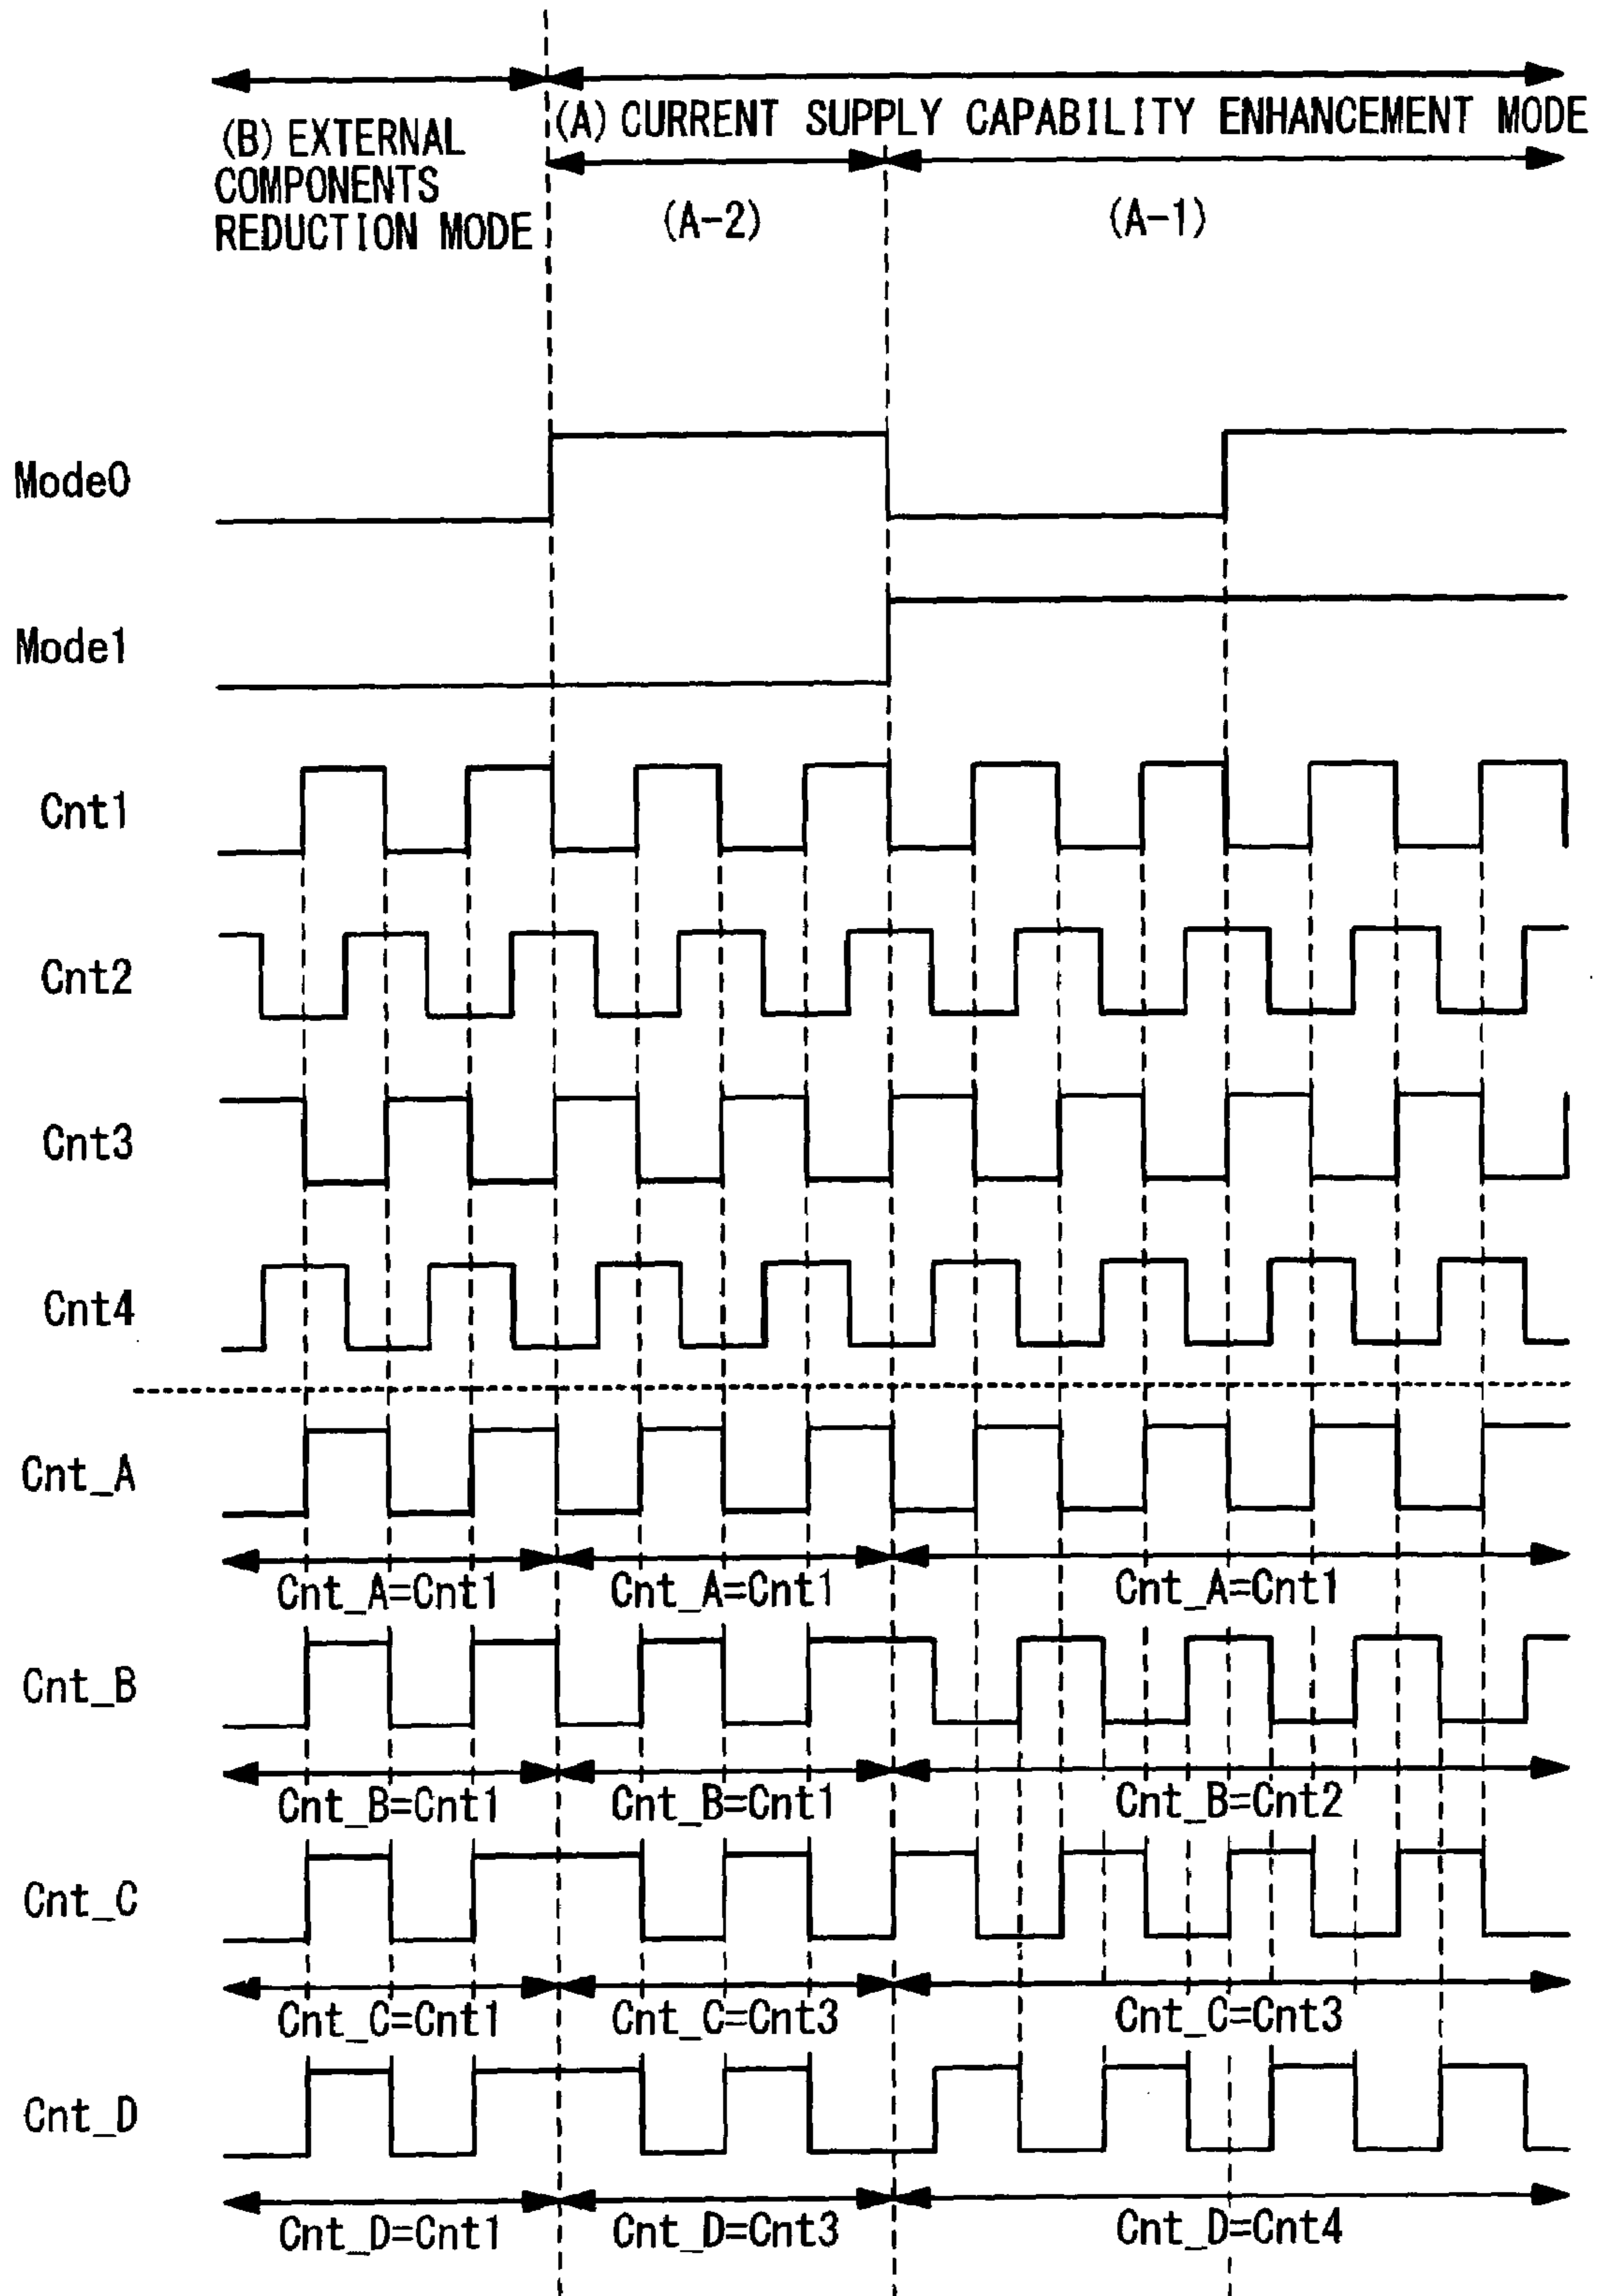 (B) EXTERNAL
COMPONENTS
REDUCTION MODE
(A) CURRENT SUPPLY CAPABILITY ENHANCEMENT MODE
(A-2)
(A-1)
Mode0
Mode1
Cnt1
Cnt2
Cnt3
Cnt4
Cnt_A
Cnt_A=Cnt1
Cnt_A=Cnt1
Cnt_A=Cnt1
Cnt_B
Cnt_B=Cnt1
Cnt_B=Cnt1
Cnt_B=Cnt2
Cnt_C
Cnt_C=Cnt1
Cnt_C=Cnt3
Cnt_C=Cnt3
Cnt_D
Cnt_D=Cnt1
Cnt_D=Cnt3
Cnt_D=Cnt4